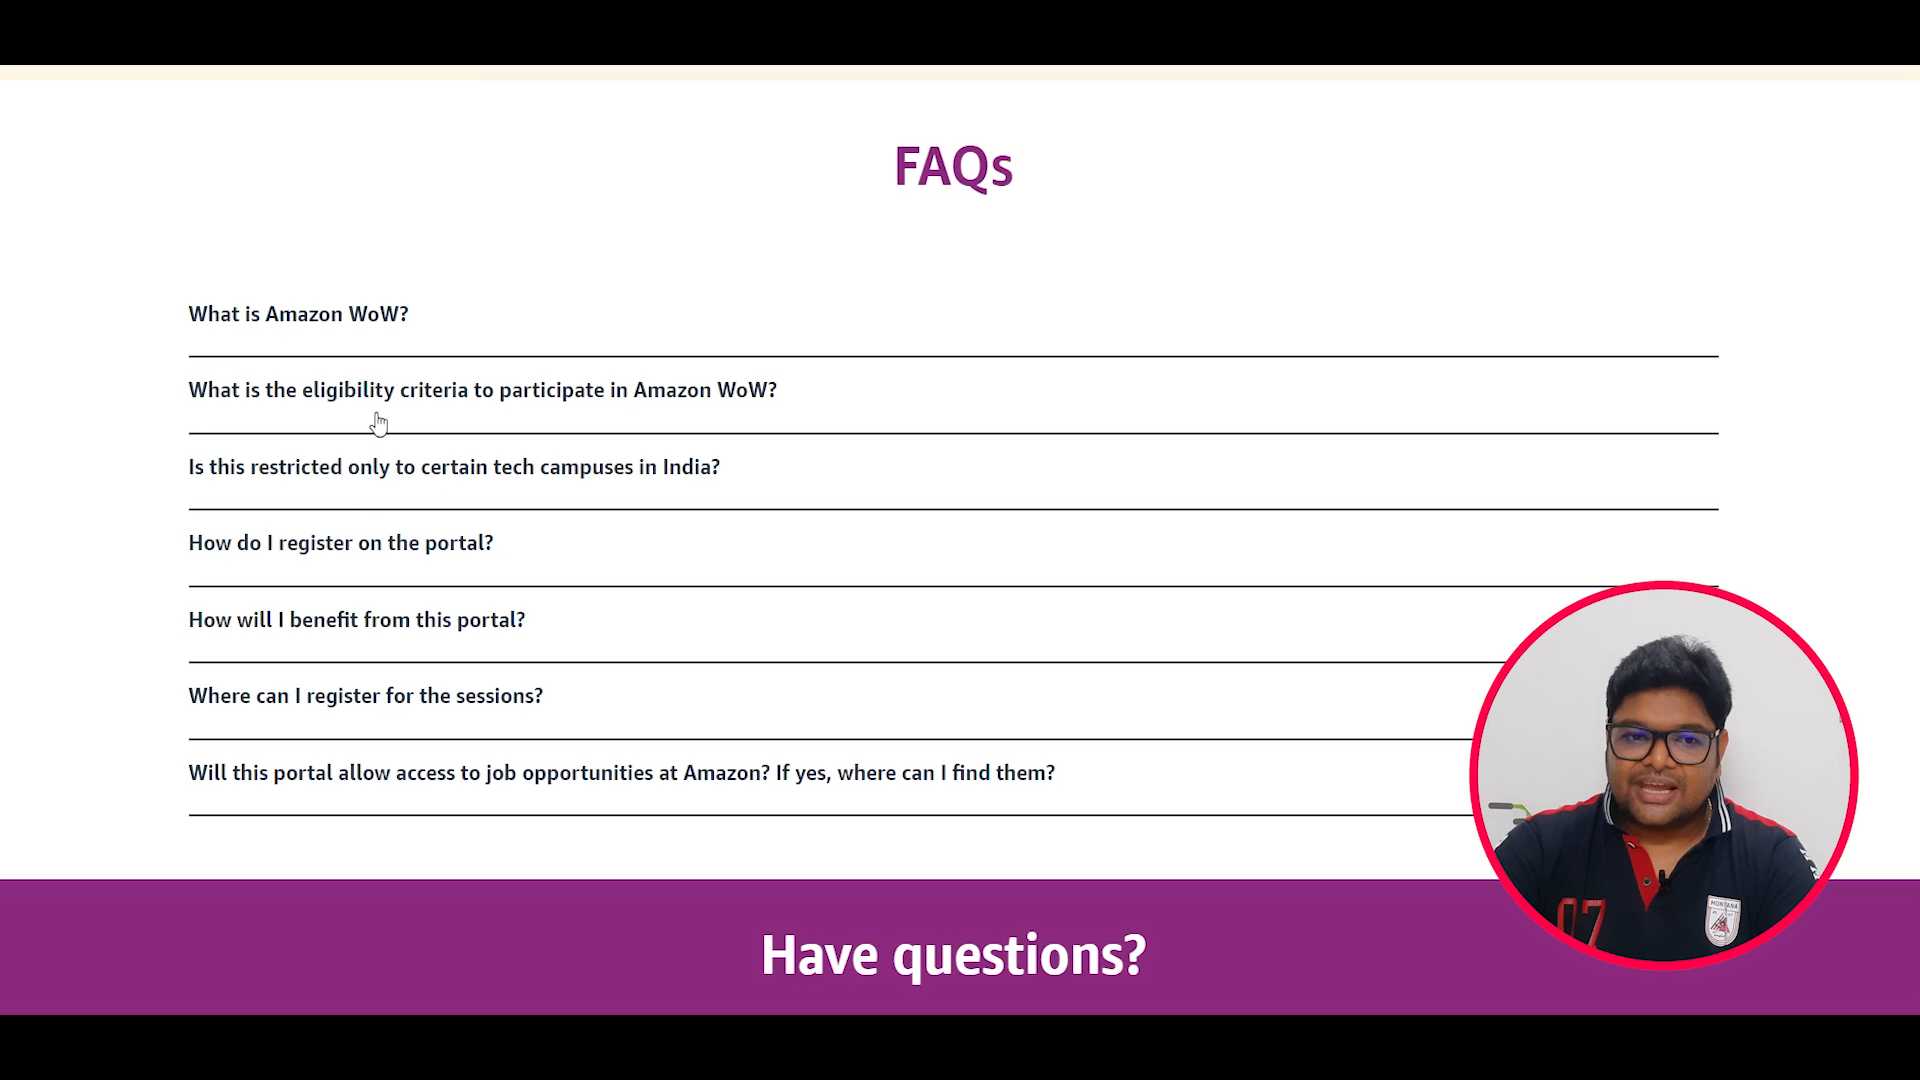 FAQs
What is Amazon WoW?
What is the eligibility criteria to participate in Amazon WoW?
Is this restricted only to certain tech campuses in India?
How do I register on the portal?
How will I benefit from this portal?
Where can I register for the sessions?
Will this portal allow access to job opportunities at Amazon? If yes, where can I find them?
Have questions?
07
MONTANA